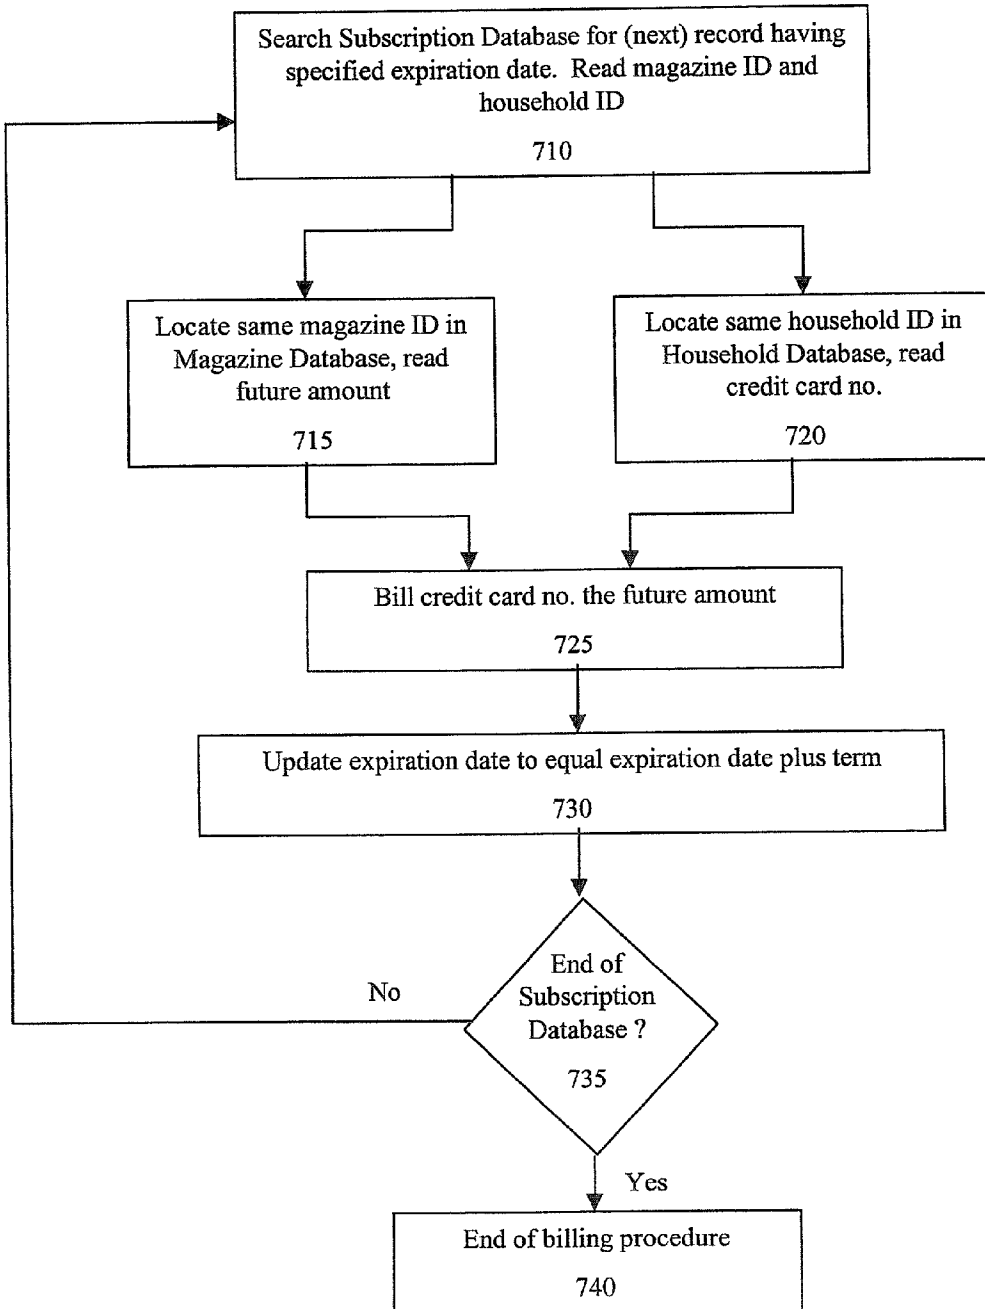 Search Subscription Database for (next) record having
specified expiration date. Read magazine ID and
household ID
710
Locate same magazine ID in
Magazine Database, read
future amount
715
Locate same household ID in
Household Database, read
credit card no.
720
Bill credit card no. the future amount
725
Update expiration date to equal expiration date plus term
730
End of
Subscription
Database ?
735
No
Yes
End of billing procedure
740